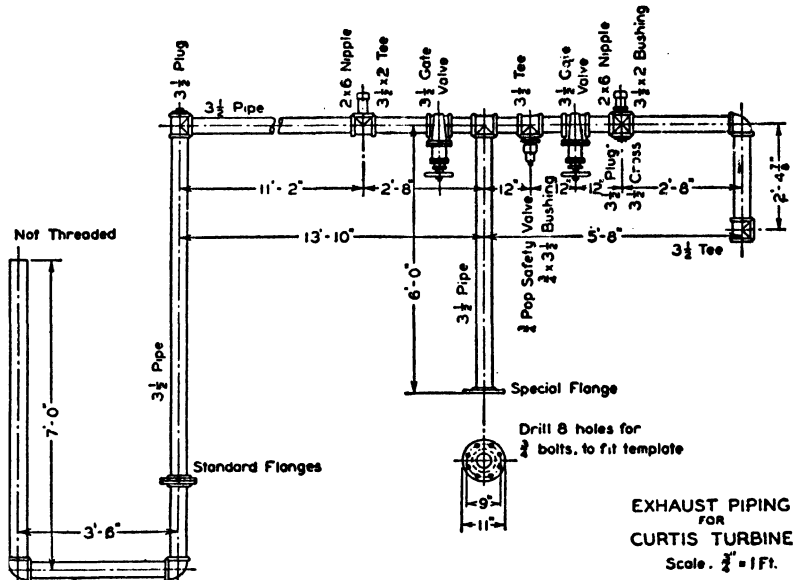 3½ Plug
3½ Pipe
2x6 Nipple
3½x2 Tee
3½ Gate
Valve
3½ Tee
3½ Gate
Valve
2x6 Nipple
3½x2 Bushing
11'-2"
2'-8"
12"
12"
12"
3½ Plug
3½ Cross
2'-8"
2'-4⅞"
Not Threaded
13'-10"
5'-8"
3½ Tee
6'-0"
3½ Pipe
¾ Pop Safety Valve
¾x3½ Bushing
3½ Pipe
7'-0"
Special Flange
Drill 8 holes for
¾ bolts, to fit template
Standard Flanges
9"
11"
3'-6"
EXHAUST PIPING
FOR
CURTIS TURBINE
Scale. ¾" = 1 Ft.